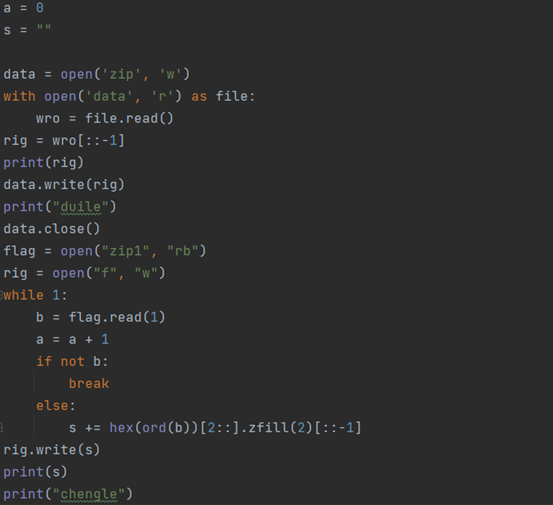 a = 0
s = ""
data = open('zip', 'w')
with open('data', 'r') as file:
    wro = file.read()
rig = wro[::-1]
print(rig)
data.write(rig)
print("duile")
data.close()
flag = open("zip1", "rb")
rig = open("f", "w")
while 1:
    b = flag.read(1)
    a = a + 1
    if not b:
        break
    else:
        s += hex(ord(b))[2::].zfill(2)[::-1]
rig.write(s)
print(s)
print("chengle")